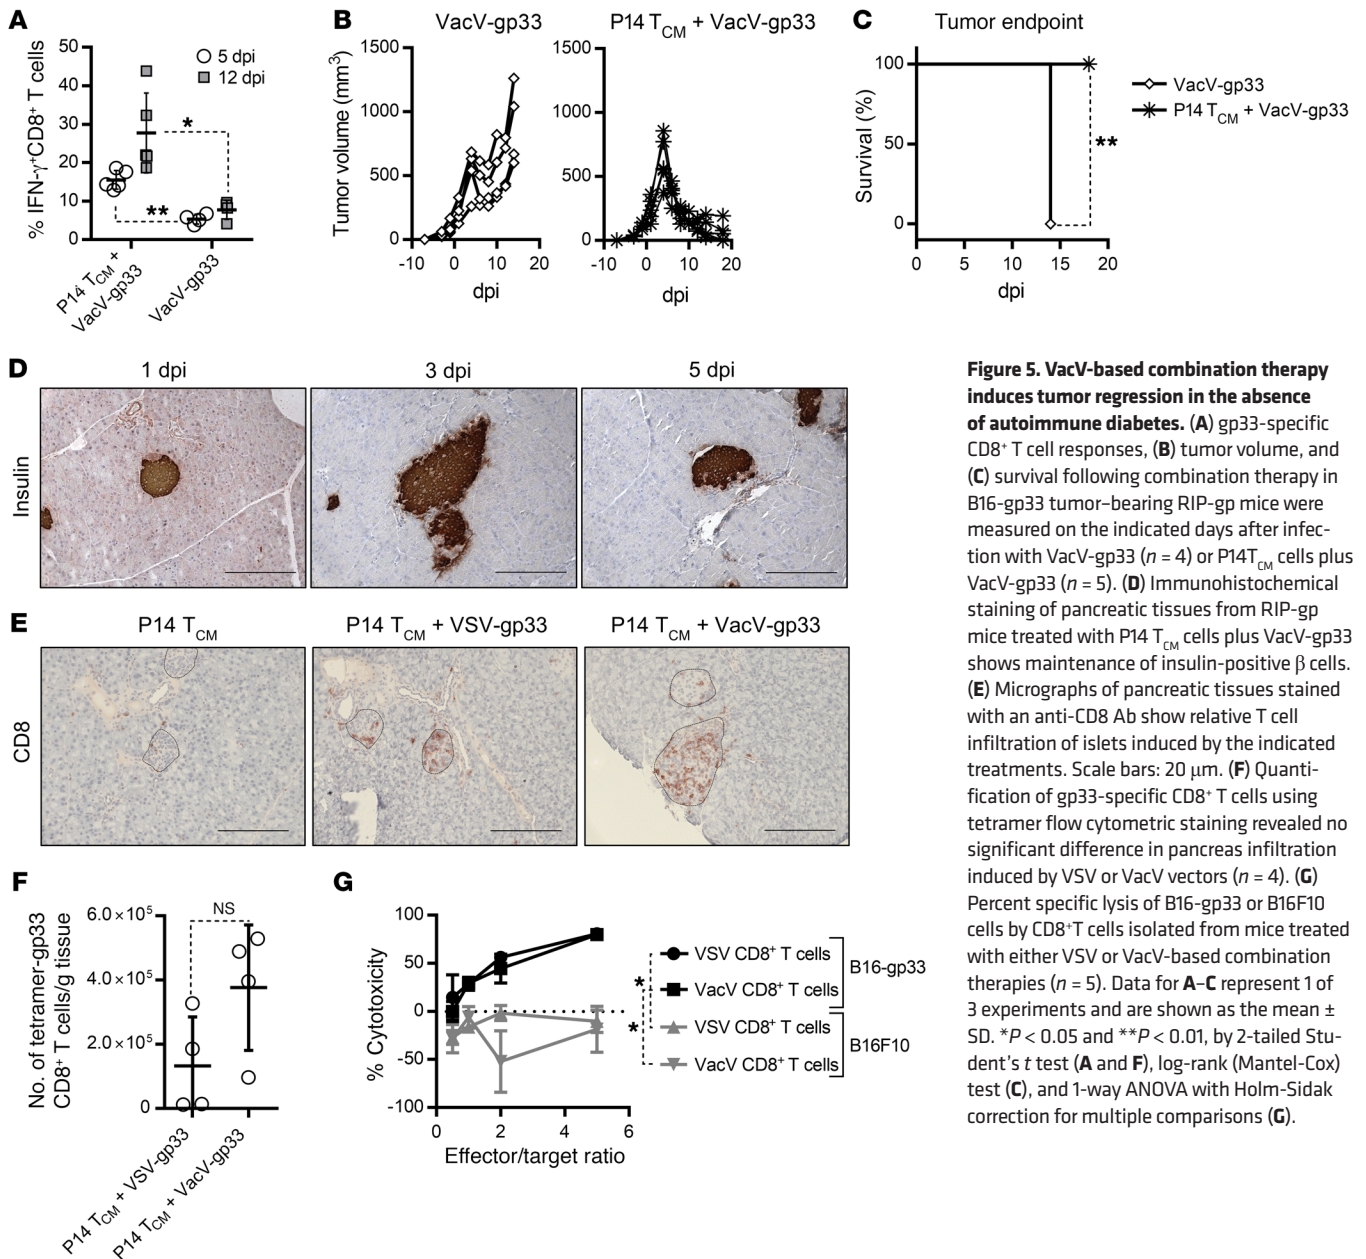 A
% IFN-γ⁺CD8⁺ T cells
50
40
30
20
10
0
5 dpi
12 dpi
*
**
P14 T_CM +
VacV-gp33
VacV-gp33
B
VacV-gp33
P14 T_CM + VacV-gp33
Tumor volume (mm³)
1500
1000
500
0
-10
0
10
20
dpi
1500
1000
500
0
-10
0
10
20
dpi
C
Tumor endpoint
Survival (%)
100
50
0
0
5
10
15
20
dpi
**
VacV-gp33
P14 T_CM + VacV-gp33
D
1 dpi
3 dpi
5 dpi
Insulin
E
P14 T_CM
P14 T_CM + VSV-gp33
P14 T_CM + VacV-gp33
CD8
F
No. of tetramer-gp33
CD8⁺ T cells/g tissue
6.0×10⁵
4.0×10⁵
2.0×10⁵
0
NS
P14 T_CM + VSV-gp33
P14 T_CM + VacV-gp33
G
% Cytotoxicity
100
50
0
-50
-100
0
2
4
6
Effector/target ratio
VSV CD8⁺ T cells
VacV CD8⁺ T cells
VSV CD8⁺ T cells
VacV CD8⁺ T cells
*
*
B16-gp33
B16F10
Figure 5. VacV-based combination therapy
induces tumor regression in the absence
of autoimmune diabetes. (A) gp33-specific
CD8⁺ T cell responses, (B) tumor volume, and
(C) survival following combination therapy in
B16-gp33 tumor–bearing RIP-gp mice were
measured on the indicated days after infec-
tion with VacV-gp33 (n = 4) or P14T_CM cells plus
VacV-gp33 (n = 5). (D) Immunohistochemical
staining of pancreatic tissues from RIP-gp
mice treated with P14 T_CM cells plus VacV-gp33
shows maintenance of insulin-positive β cells.
(E) Micrographs of pancreatic tissues stained
with an anti-CD8 Ab show relative T cell
infiltration of islets induced by the indicated
treatments. Scale bars: 20 μm. (F) Quanti-
fication of gp33-specific CD8⁺ T cells using
tetramer flow cytometric staining revealed no
significant difference in pancreas infiltration
induced by VSV or VacV vectors (n = 4). (G)
Percent specific lysis of B16-gp33 or B16F10
cells by CD8⁺T cells isolated from mice treated
with either VSV or VacV-based combination
therapies (n = 5). Data for A–C represent 1 of
3 experiments and are shown as the mean ±
SD. *P < 0.05 and **P < 0.01, by 2-tailed Stu-
dent's t test (A and F), log-rank (Mantel-Cox)
test (C), and 1-way ANOVA with Holm-Sidak
correction for multiple comparisons (G).